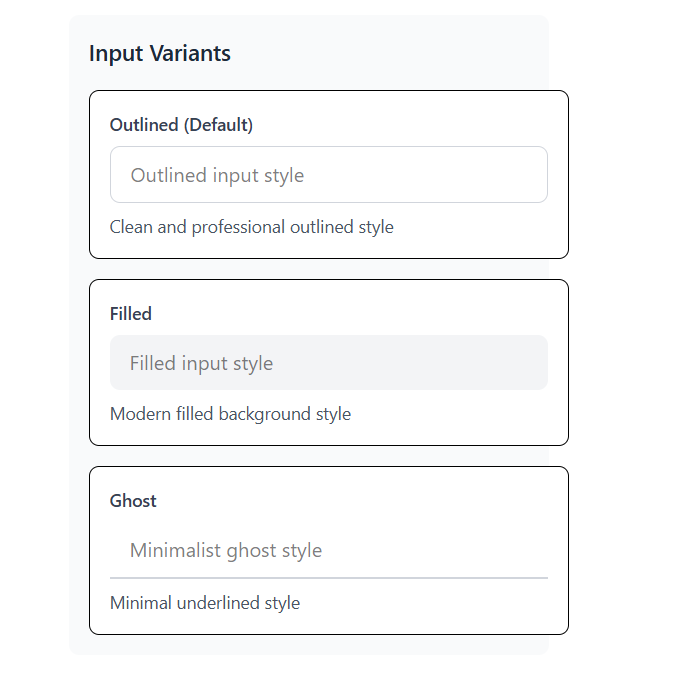 Input Variants
Outlined (Default)
Outlined input style
Clean and professional outlined style
Filled
Filled input style
Modern filled background style
Ghost
Minimalist ghost style
Minimal underlined style